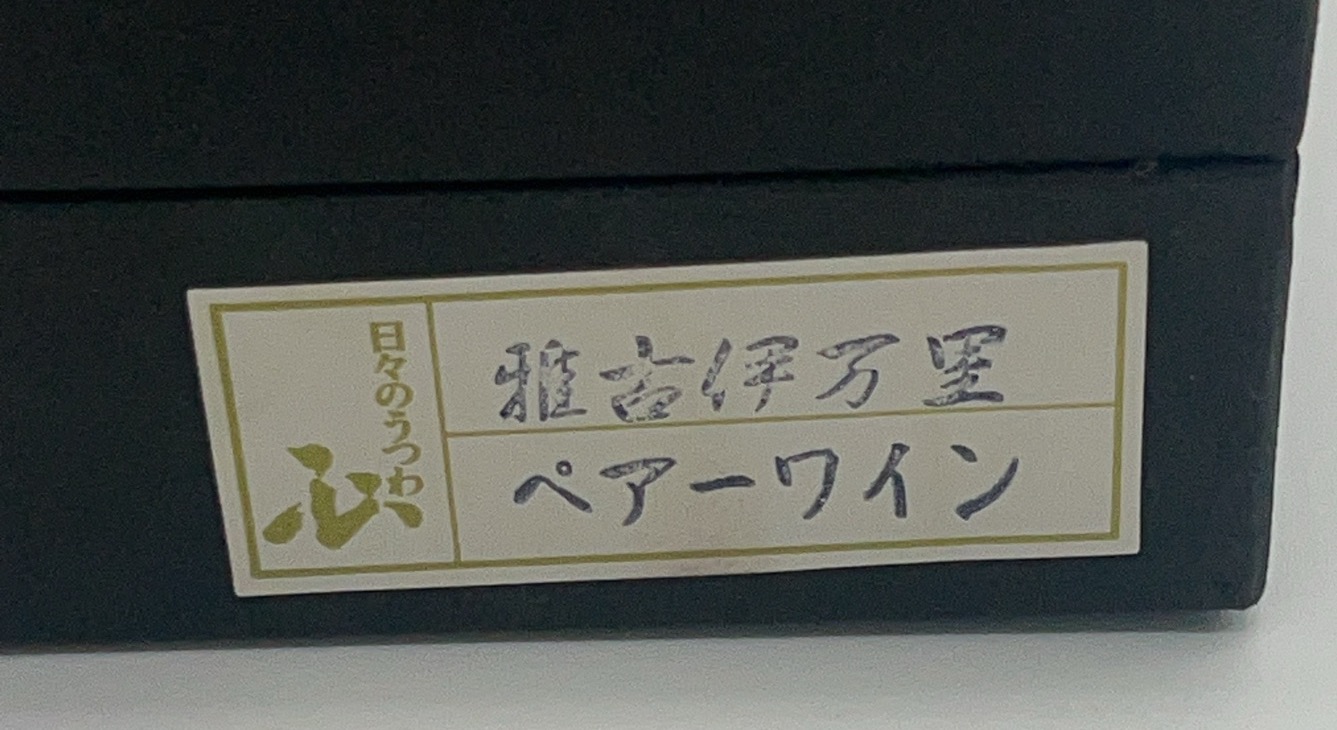 日々のうつわ
雅古伊万里
ペアーワイン